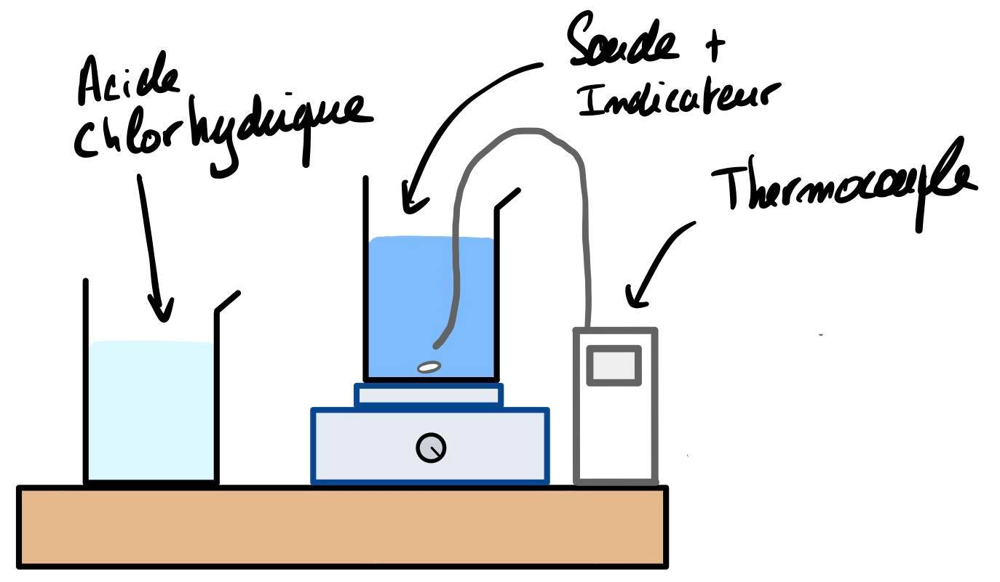 Acide
Chlorhydrique
Soude +
Indicateur
Thermocouple